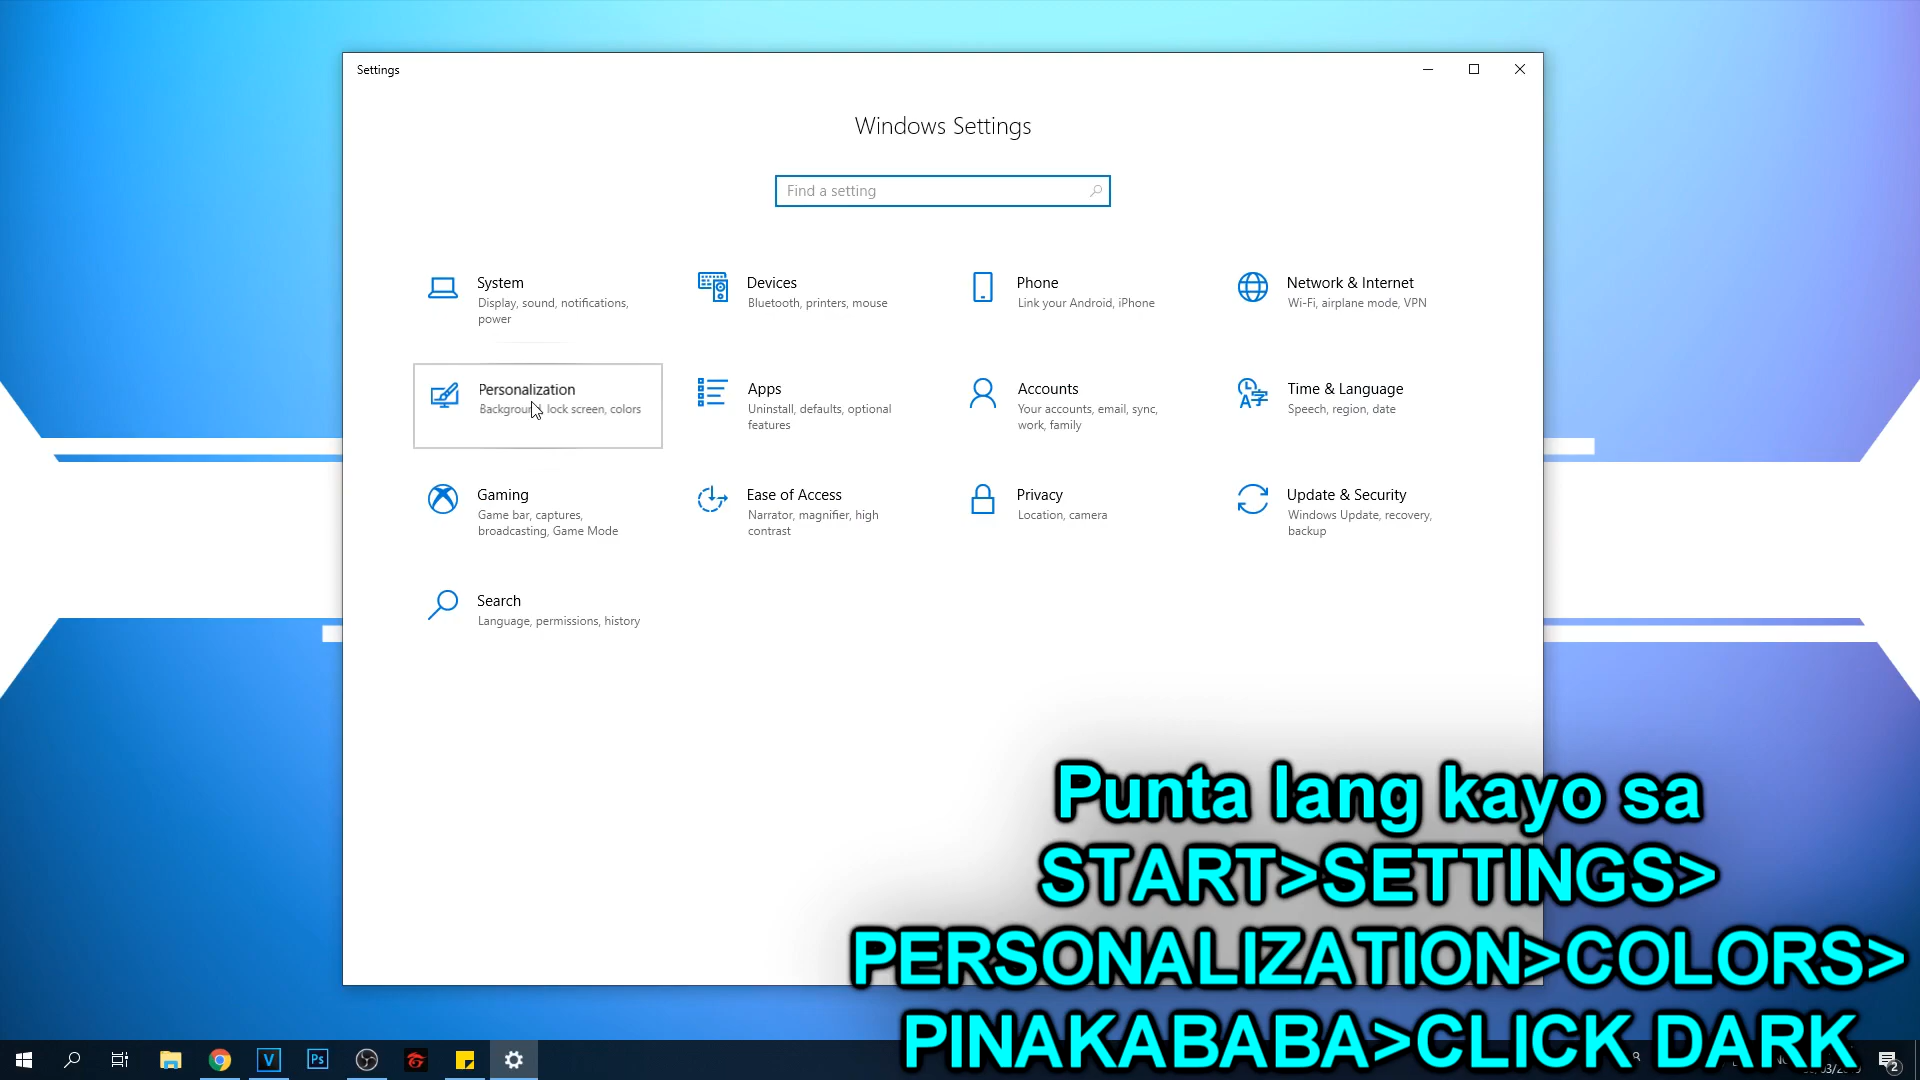 Settings
Windows Settings
Find a setting
System
Display, sound, notifications,
power
Devices
Bluetooth, printers, mouse
Phone
Link your Android, iPhone
Network & Internet
Wi-Fi, airplane mode, VPN
Personalization
Background, lock screen, colors
Apps
Uninstall, defaults, optional
features
Accounts
Your accounts, email, sync,
work, family
Time & Language
Speech, region, date
Gaming
Game bar, captures,
broadcasting, Game Mode
Ease of Access
Narrator, magnifier, high
contrast
Privacy
Location, camera
Update & Security
Windows Update, recovery,
backup
Search
Language, permissions, history
Punta lang kayo sa
START>SETTINGS>
PERSONALIZATION>COLORS>
PINAKABABA>CLICK DARK
V
Ps
2